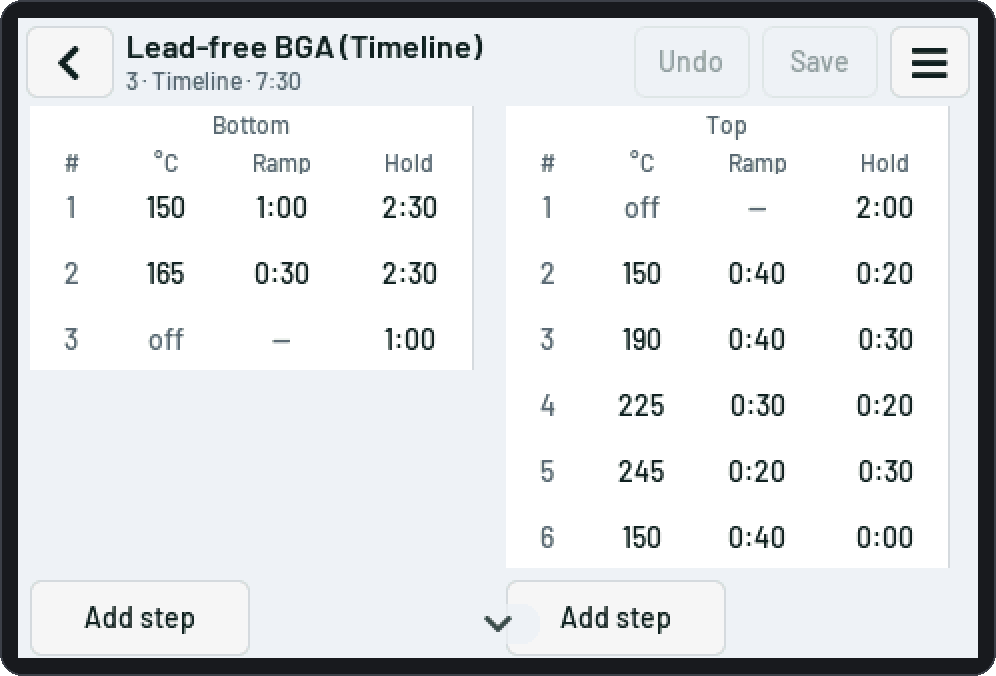 Lead-free BGA (Timeline)
3 · Timeline · 7:30
Undo
Save
Bottom
# °C Ramp Hold
1 150 1:00 2:30
2 165 0:30 2:30
3 off – 1:00
Add step
Top
# °C Ramp Hold
1 off – 2:00
2 150 0:40 0:20
3 190 0:40 0:30
4 225 0:30 0:20
5 245 0:20 0:30
6 150 0:40 0:00
Add step